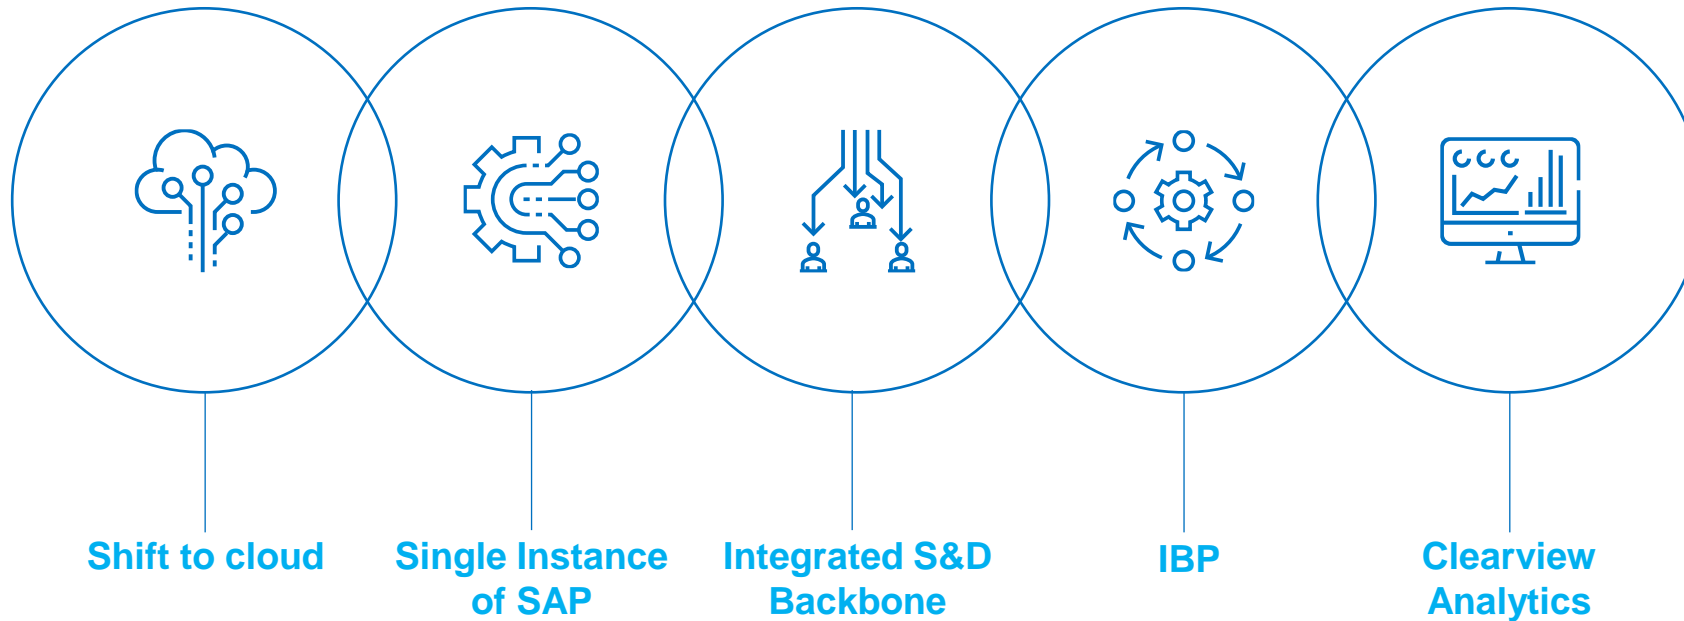 Shift to cloud
Single Instance
of SAP
Integrated S&D
Backbone
IBP
Clearview
Analytics